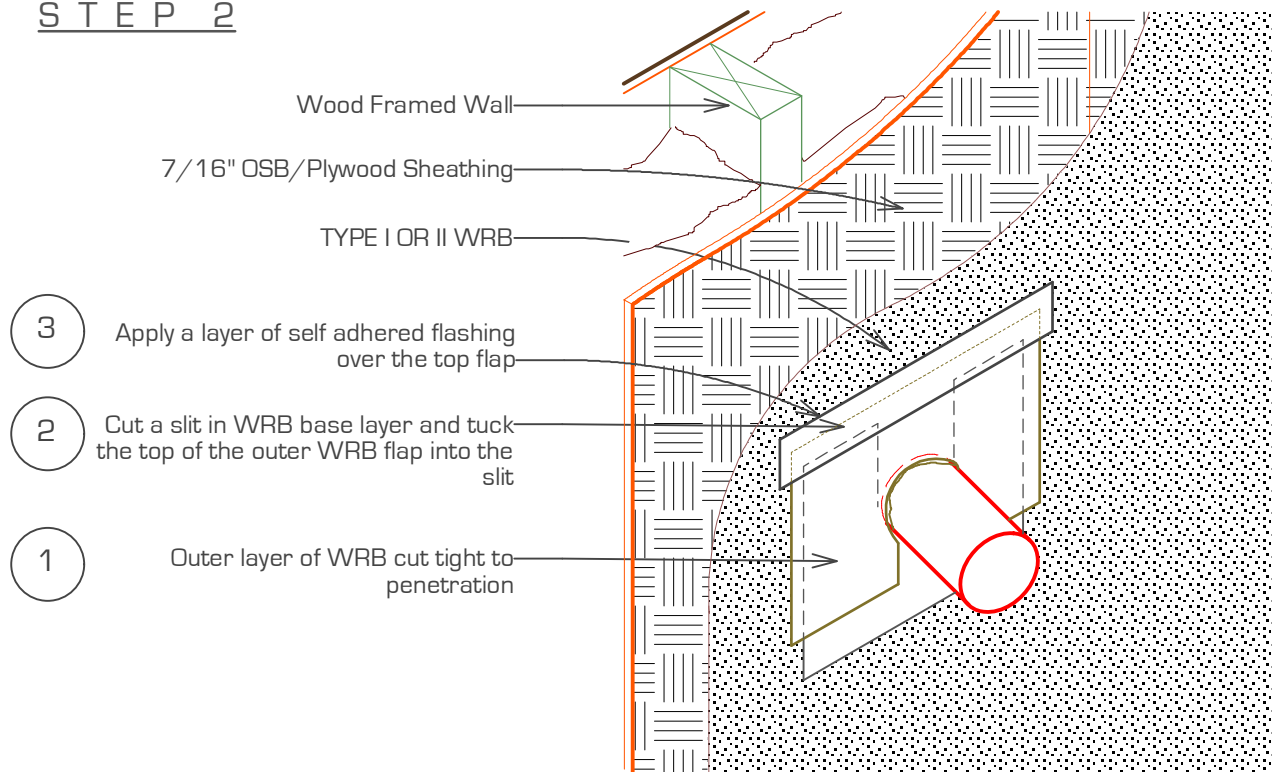 STEP 2
Wood Framed Wall
7/16" OSB/Plywood Sheathing
TYPE I OR II WRB
3
Apply a layer of self adhered flashing
over the top flap
2
Cut a slit in WRB base layer and tuck
the top of the outer WRB flap into the
slit
1
Outer layer of WRB cut tight to
penetration